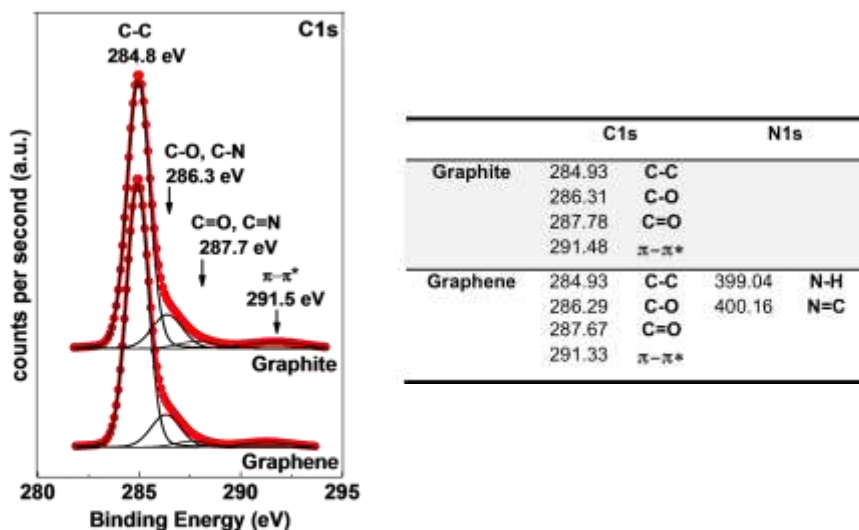 C-C
284.8 eV
C1s
C-O, C-N
286.3 eV
C=O, C=N
287.7 eV
π-π*
291.5 eV
Graphite
Graphene
counts per second (a.u.)
280 285 290 295
Binding Energy (eV)
C1s N1s
Graphite 284.93 C-C
286.31 C-O
287.78 C=O
291.48 π-π*
Graphene 284.93 C-C 399.04 N-H
286.29 C-O 400.16 N=C
287.67 C=O
291.33 π-π*